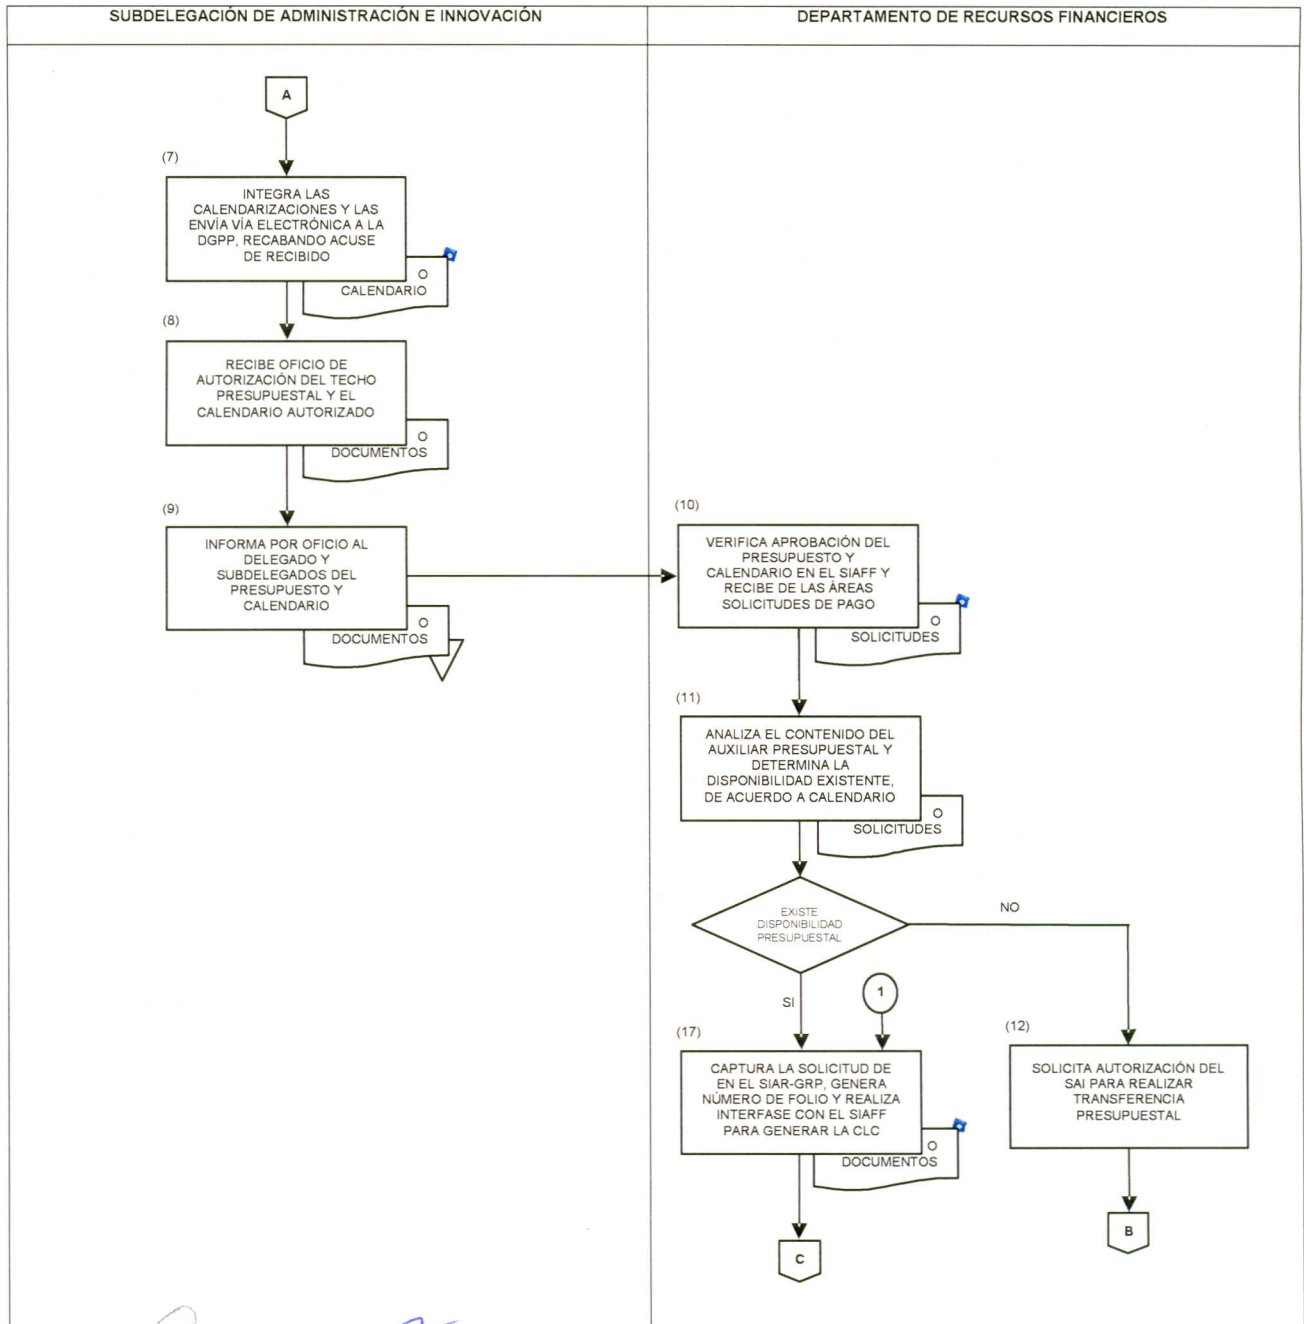 SUBDELEGACIÓN DE ADMINISTRACIÓN E INNOVACIÓN
DEPARTAMENTO DE RECURSOS FINANCIEROS
A
(7)
INTEGRA LAS
CALENDARIZACIONES Y LAS
ENVÍA VÍA ELECTRÓNICA A LA
DGPP, RECABANDO ACUSE
DE RECIBIDO
O
CALENDARIO
(8)
RECIBE OFICIO DE
AUTORIZACIÓN DEL TECHO
PRESUPUESTAL Y EL
CALENDARIO AUTORIZADO
O
DOCUMENTOS
(9)
INFORMA POR OFICIO AL
DELEGADO Y
SUBDELEGADOS DEL
PRESUPUESTO Y
CALENDARIO
O
DOCUMENTOS
(10)
VERIFICA APROBACIÓN DEL
PRESUPUESTO Y
CALENDARIO EN EL SIAFF Y
RECIBE DE LAS ÁREAS
SOLICITUDES DE PAGO
O
SOLICITUDES
(11)
ANALIZA EL CONTENIDO DEL
AUXILIAR PRESUPUESTAL Y
DETERMINA LA
DISPONIBILIDAD EXISTENTE,
DE ACUERDO A CALENDARIO
O
SOLICITUDES
EXISTE
DISPONIBILIDAD
PRESUPUESTAL
NO
SI
1
(17)
CAPTURA LA SOLICITUD DE
EN EL SIAR-GRP, GENERA
NÚMERO DE FOLIO Y REALIZA
INTERFASE CON EL SIAFF
PARA GENERAR LA CLC
O
DOCUMENTOS
C
(12)
SOLICITA AUTORIZACIÓN DEL
SAI PARA REALIZAR
TRANSFERENCIA
PRESUPUESTAL
B